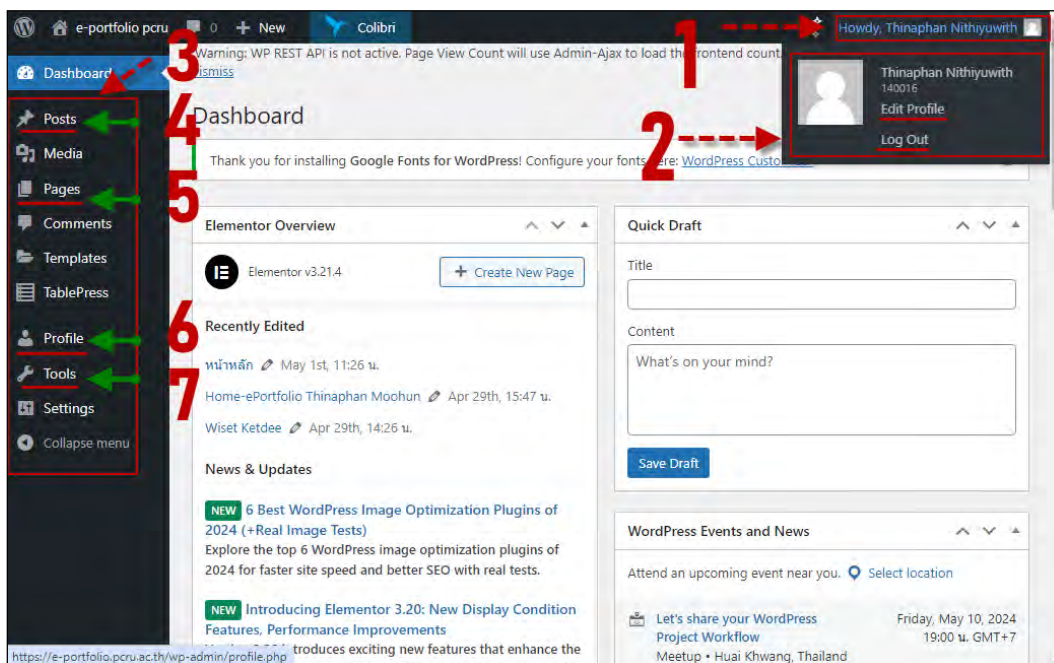 e-portfolio pcru 0 + New Colibri
Howdy, Thinaphan Nithiyuwith
1
Warning: WP REST API is not active. Page View Count will use Admin-Ajax to load the frontend count.
Dismiss
Thinaphan Nithiyuwith
140016
Edit Profile
Log Out
2
3
Dashboard
Posts
4
Media
Pages
5
Comments
Templates
TablePress
Profile
6
Tools
7
Settings
Collapse menu
Dashboard
Thank you for installing Google Fonts for WordPress! Configure your fonts here: WordPress
Elementor Overview
Elementor v3.21.4
+ Create New Page
Recently Edited
หน้าหลัก May 1st, 11:26 น.
Home-ePortfolio Thinaphan Moohun Apr 29th, 15:47 น.
Wiset Ketdee Apr 29th, 14:26 น.
News & Updates
NEW 6 Best WordPress Image Optimization Plugins of
2024 (+Real Image Tests)
Explore the top 6 WordPress image optimization plugins of
2024 for faster site speed and better SEO with real tests.
NEW Introducing Elementor 3.20: New Display Condition
Features, Performance Improvements
introduces exciting new features that enhance the
Quick Draft
Title
Content
What's on your mind?
Save Draft
WordPress Events and News
Attend an upcoming event near you. Select location
Let's share your WordPress
Project Workflow
Meetup • Huai Khwang, Thailand
Friday, May 10, 2024
19:00 น. GMT+7
https://e-portfolio.pcru.ac.th/wp-admin/profile.php